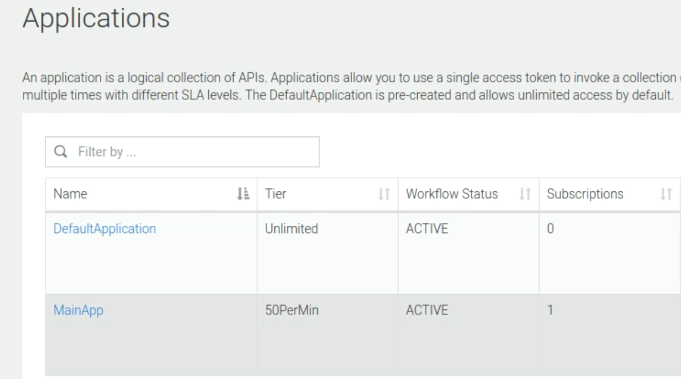 Applications
An application is a logical collection of APIs. Applications allow you to use a single access token to invoke a collection
multiple times with different SLA levels. The DefaultApplication is pre-created and allows unlimited access by default.
Filter by ...
Name Tier Workflow Status Subscriptions
DefaultApplication Unlimited ACTIVE 0
MainApp 50PerMin ACTIVE 1